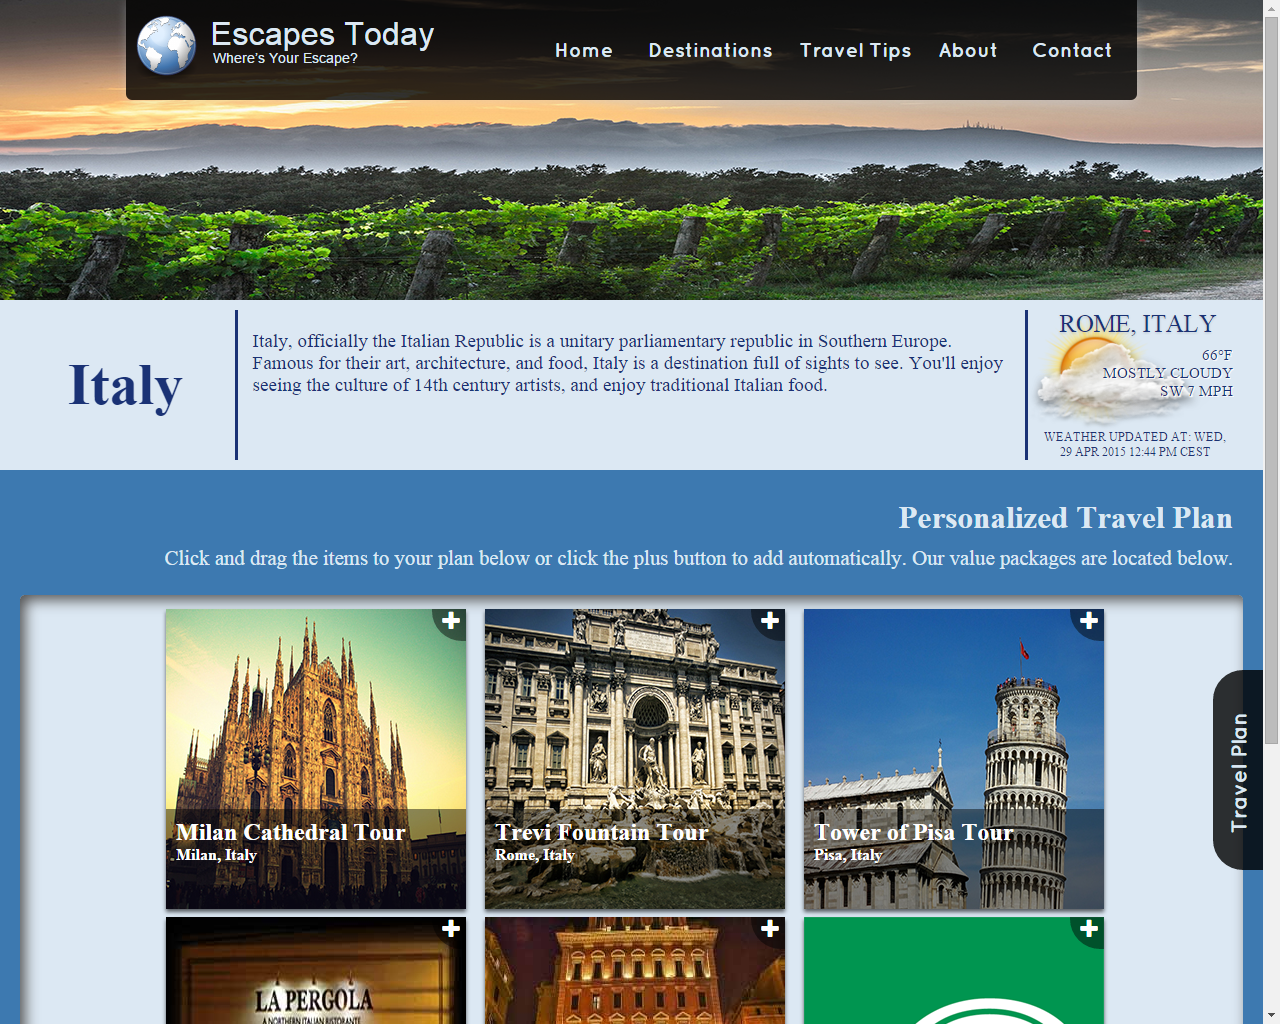 Escapes Today
Where's Your Escape?
Home Destinations Travel Tips About Contact
Italy
Italy, officially the Italian Republic is a unitary parliamentary republic in Southern Europe.
Famous for their art, architecture, and food, Italy is a destination full of sights to see. You'll enjoy
seeing the culture of 14th century artists, and enjoy traditional Italian food.
ROME, ITALY
66°F
MOSTLY CLOUDY
SW 7 MPH
WEATHER UPDATED AT: WED,
29 APR 2015 12:44 PM CEST
Personalized Travel Plan
Click and drag the items to your plan below or click the plus button to add automatically. Our value packages are located below.
Milan Cathedral Tour
Milan, Italy
Trevi Fountain Tour
Rome, Italy
Tower of Pisa Tour
Pisa, Italy
Travel Plan
LA PERGOLA
A NORTHERN ITALIAN RISTORANTE